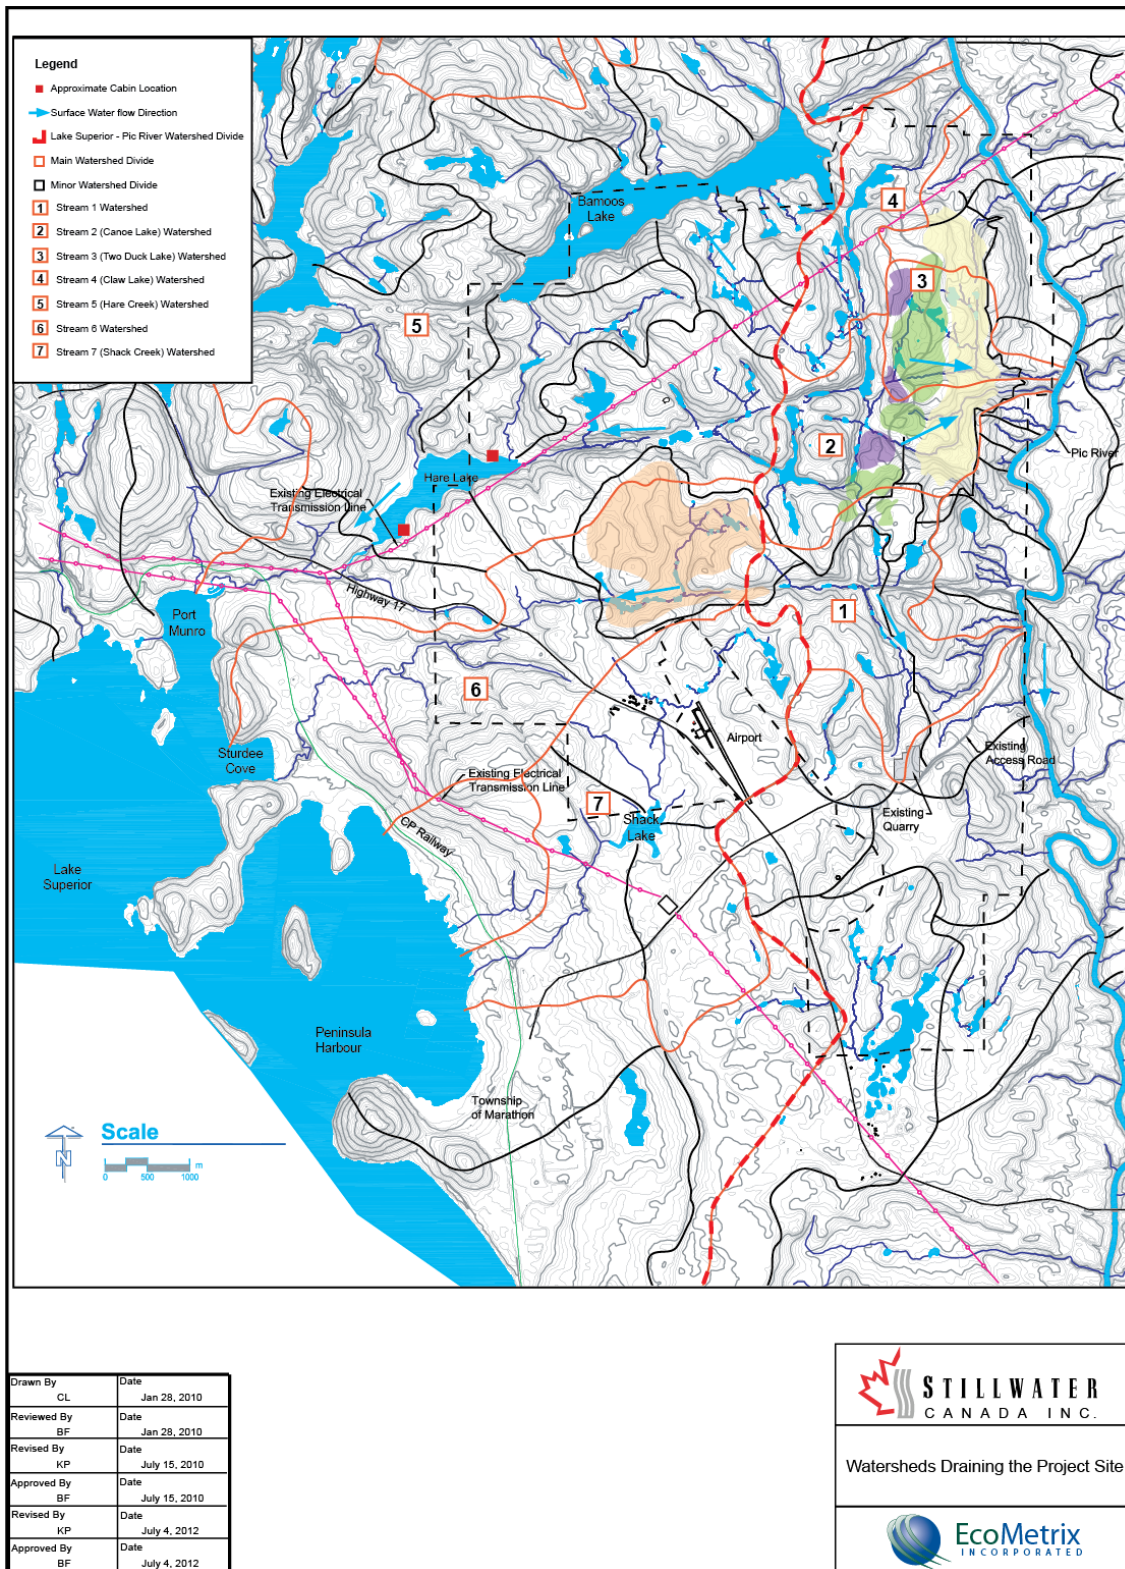 Legend
Approximate Cabin Location
Surface Water flow Direction
Lake Superior - Pic River Watershed Divide
Main Watershed Divide
Minor Watershed Divide
1 Stream 1 Watershed
2 Stream 2 (Canoe Lake) Watershed
3 Stream 3 (Two Duck Lake) Watershed
4 Stream 4 (Claw Lake) Watershed
5 Stream 5 (Hare Creek) Watershed
6 Stream 6 Watershed
7 Stream 7 (Shack Creek) Watershed
Bamoos
Lake
4
3
5
2
Pic River
Hare Lake
Existing Electrical
Transmission Line
Highway 17
Port
Munro
1
6
Airport
Sturdee
Cove
Existing
Access Road
Existing Electrical
Transmission Line
7
Shack
Lake
Existing
Quarry
CP Railway
Lake
Superior
Peninsula
Harbour
Township
of Marathon
Scale
N
0 500 1000 m
Drawn By
CL
Date
Jan 28, 2010
Reviewed By
BF
Date
Jan 28, 2010
Revised By
KP
Date
July 15, 2010
Approved By
BF
Date
July 15, 2010
Revised By
KP
Date
July 4, 2012
Approved By
BF
Date
July 4, 2012
STILLWATER
CANADA INC.
Watersheds Draining the Project Site
EcoMetrix
INCORPORATED